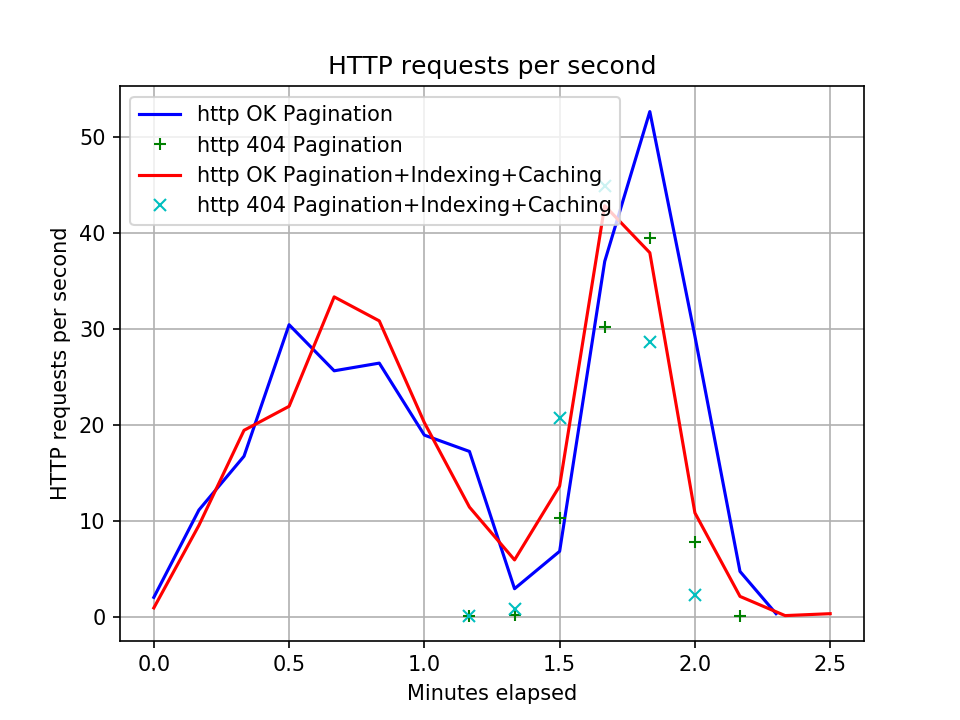 HTTP requests per second
http OK Pagination
http 404 Pagination
http OK Pagination+Indexing+Caching
http 404 Pagination+Indexing+Caching
HTTP requests per second
50
40
30
20
10
0
0.0 0.5 1.0 1.5 2.0 2.5
Minutes elapsed